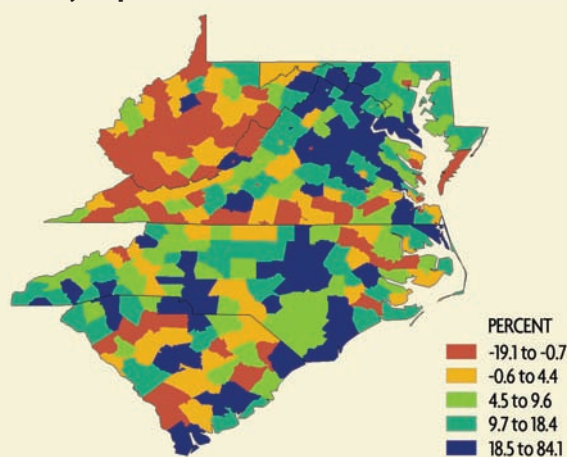 PERCENT
-19.1 to -0.7
-0.6 to 4.4
4.5 to 9.6
9.7 to 18.4
18.5 to 84.1